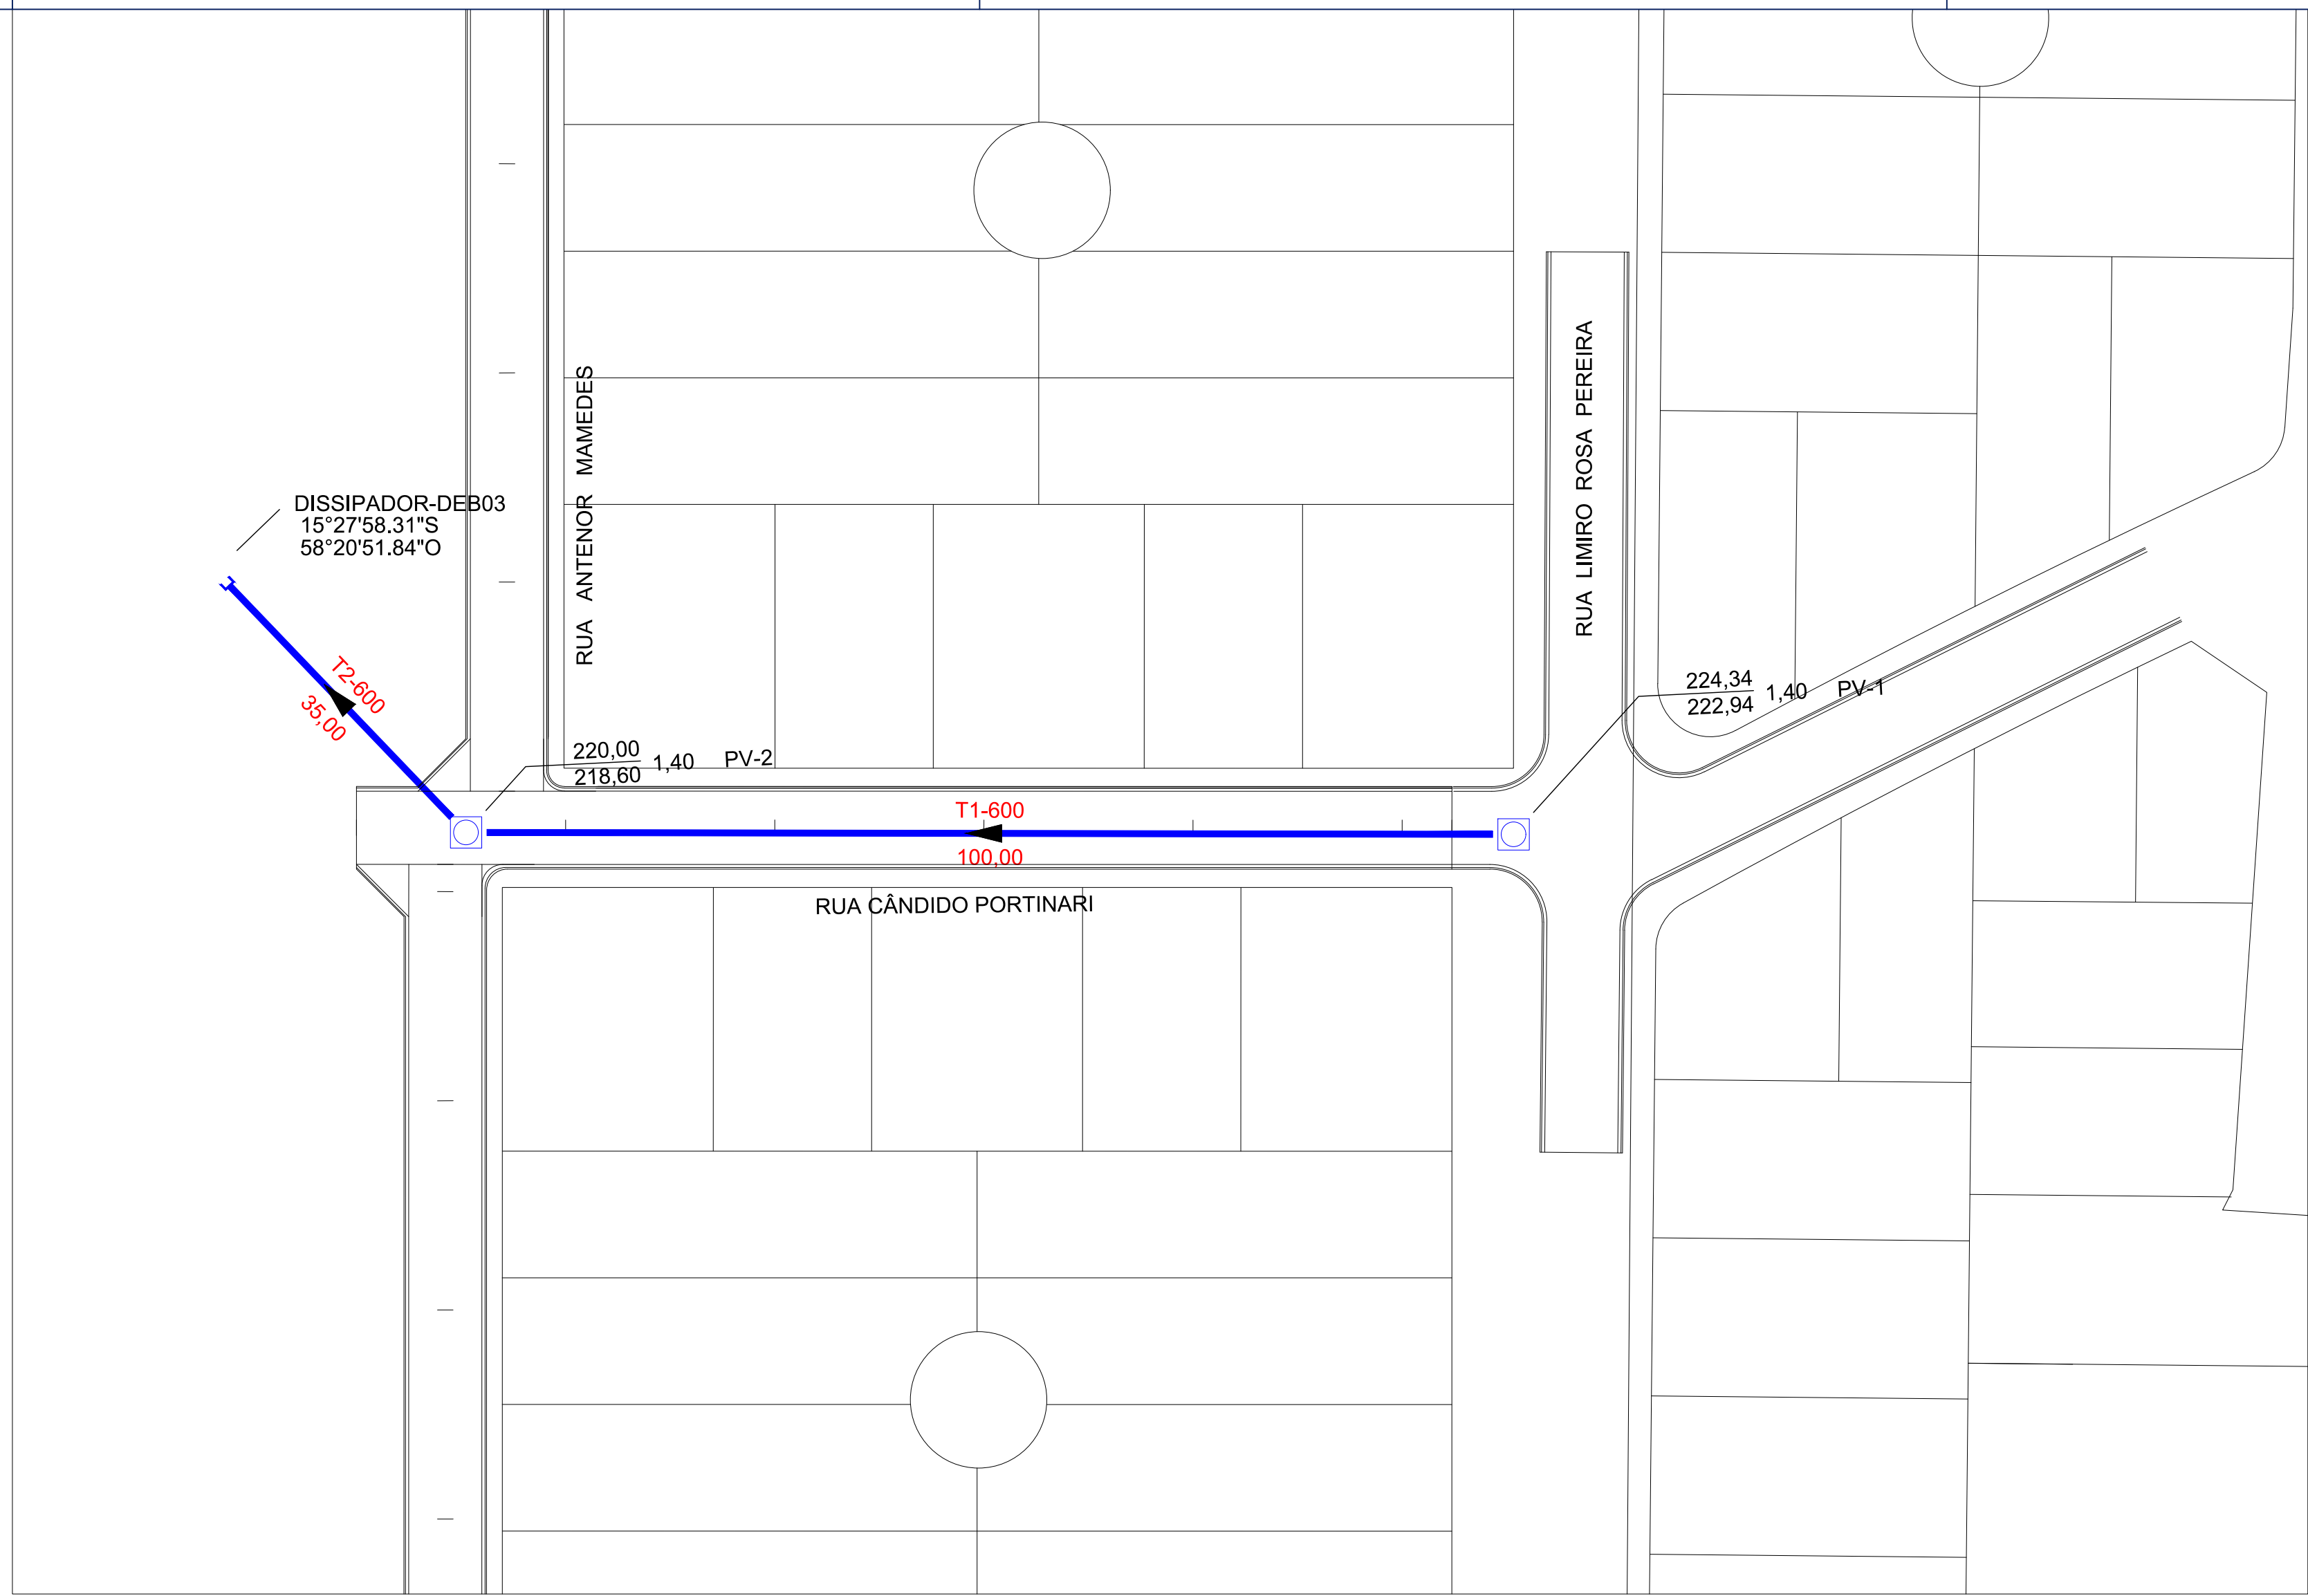 RUA ANTENOR MAMEDES
RUA LIMIRO ROSA PEREIRA
DISSIPADOR-DEB03
15°27'58.31"S
58°20'51.84"O
T2-600
35,00
224,34
222,94
1,40
PV-1
220,00
218,60
1,40
PV-2
T1-600
100,00
RUA CÂNDIDO PORTINARI